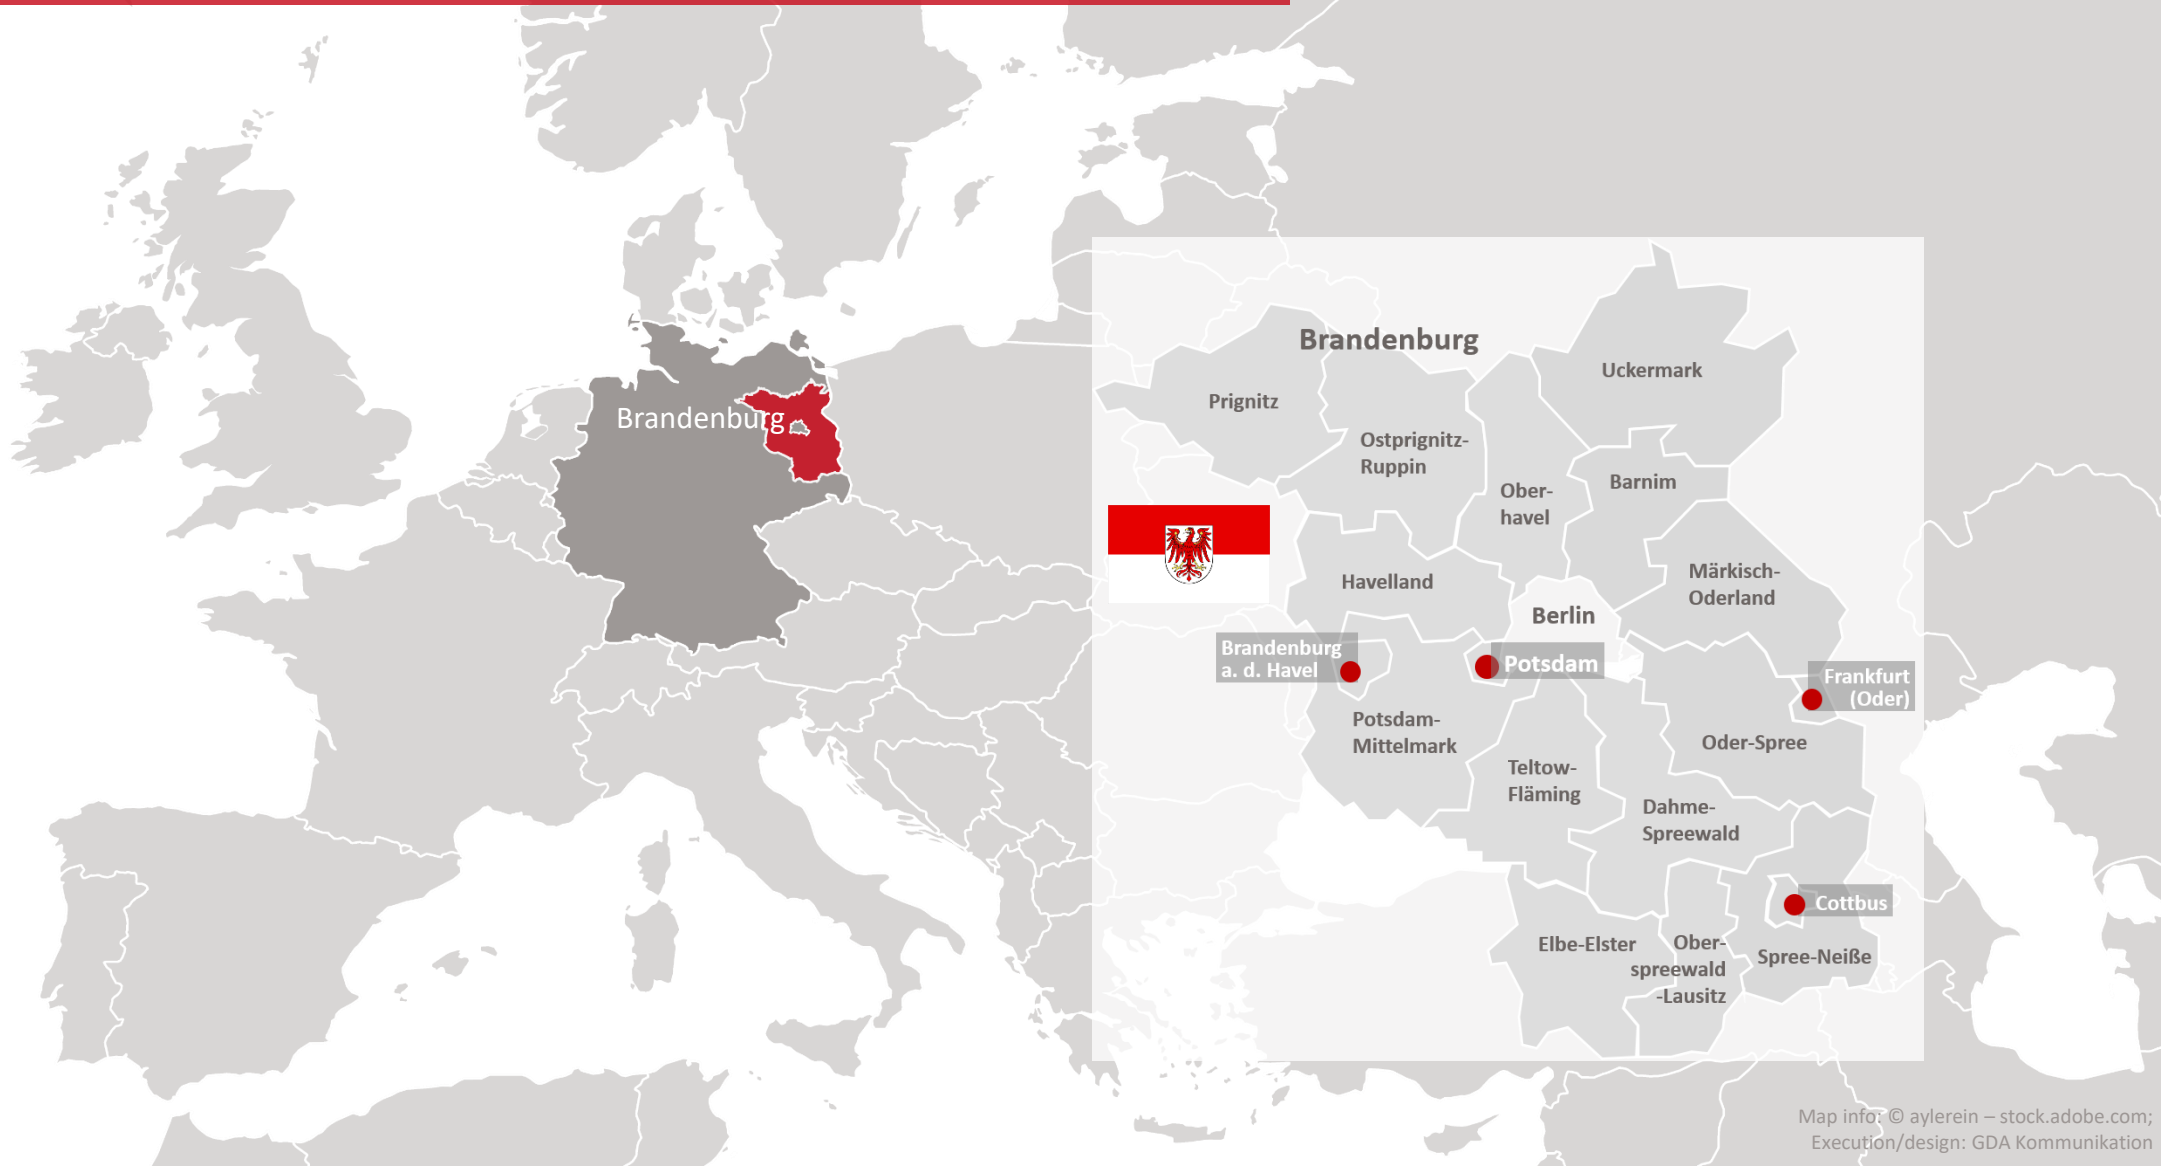 Brandenburg
Brandenburg
Uckermark
Prignitz
Ostprignitz-
Ruppin
Barnim
Ober-
havel
Havelland
Märkisch-
Oderland
Berlin
Brandenburg
a. d. Havel
Potsdam
Frankfurt
(Oder)
Potsdam-
Mittelmark
Oder-Spree
Teltow-
Fläming
Dahme-
Spreewald
Cottbus
Elbe-Elster
Ober-
spreewald
-Lausitz
Spree-Neiße
Map info: © aylerein – stock.adobe.com;
Execution/design: GDA Kommunikation